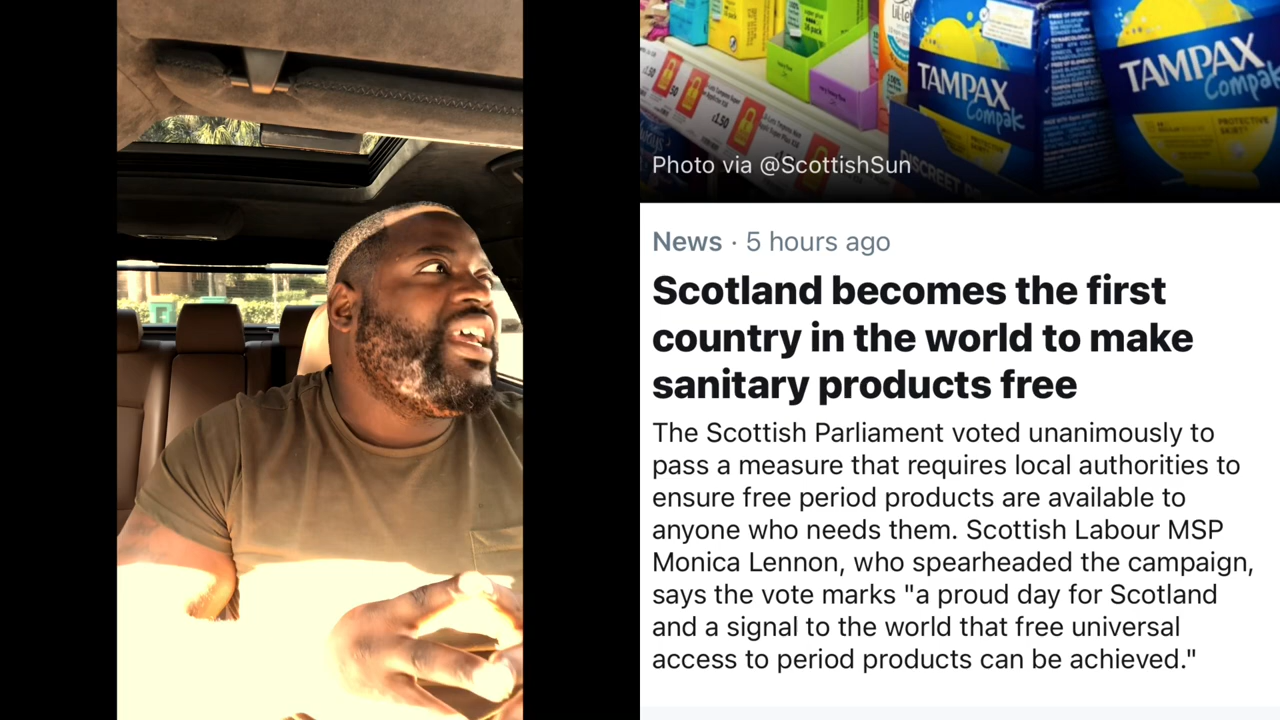 TAMPAX
Compak
TAMPAX
Compak
£1.50
Photo via @ScottishSun
DISCREET
News · 5 hours ago
Scotland becomes the first
country in the world to make
sanitary products free
The Scottish Parliament voted unanimously to
pass a measure that requires local authorities to
ensure free period products are available to
anyone who needs them. Scottish Labour MSP
Monica Lennon, who spearheaded the campaign,
says the vote marks "a proud day for Scotland
and a signal to the world that free universal
access to period products can be achieved."